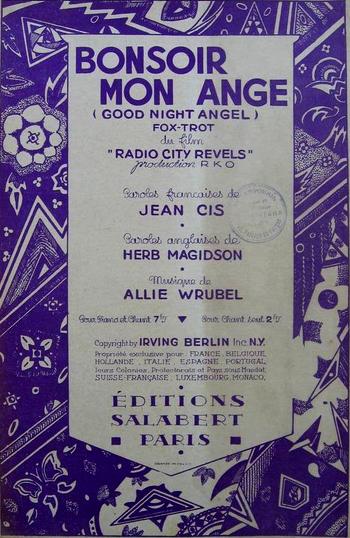 BONSOIR
MON ANGE
( GOOD NIGHT ANGEL )
FOX-TROT
du film
"RADIO CITY REVELS"
production RKO
Paroles françaises de
JEAN CIS
Paroles anglaises de
HERB MAGIDSON
Musique de
ALLIE WRUBEL
Pour Piano et Chant 7f
Pour Chant seul 2f
Copyright by IRVING BERLIN Inc. N.Y.
Propriété exclusive pour: FRANCE, BELGIQUE,
HOLLANDE, ITALIE, ESPAGNE, PORTUGAL,
leurs Colonies, Protectorats et Pays sous Mandat,
SUISSE-FRANÇAISE, LUXEMBOURG, MONACO,
ÉDITIONS
SALABERT
PARIS